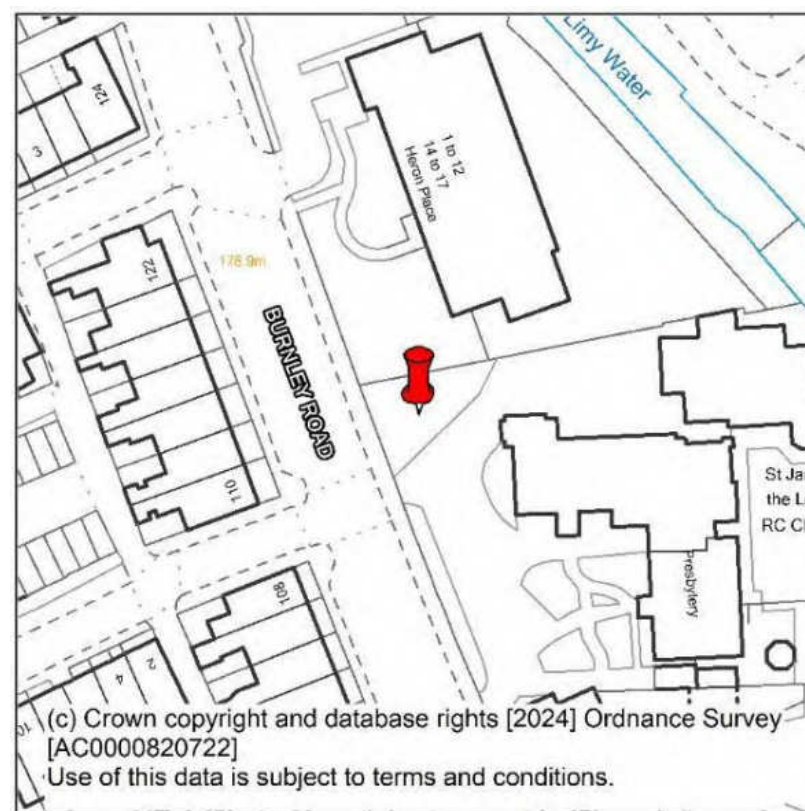 Limy Water
124
3
1 to 12
14 to 17
Heron Place
122
178.9m
BURNLEY ROAD
110
St Ja
the L
RC C
Presbytery
108
2
4
10
(c) Crown copyright and database rights [2024] Ordnance Survey
[AC0000820722]
Use of this data is subject to terms and conditions.